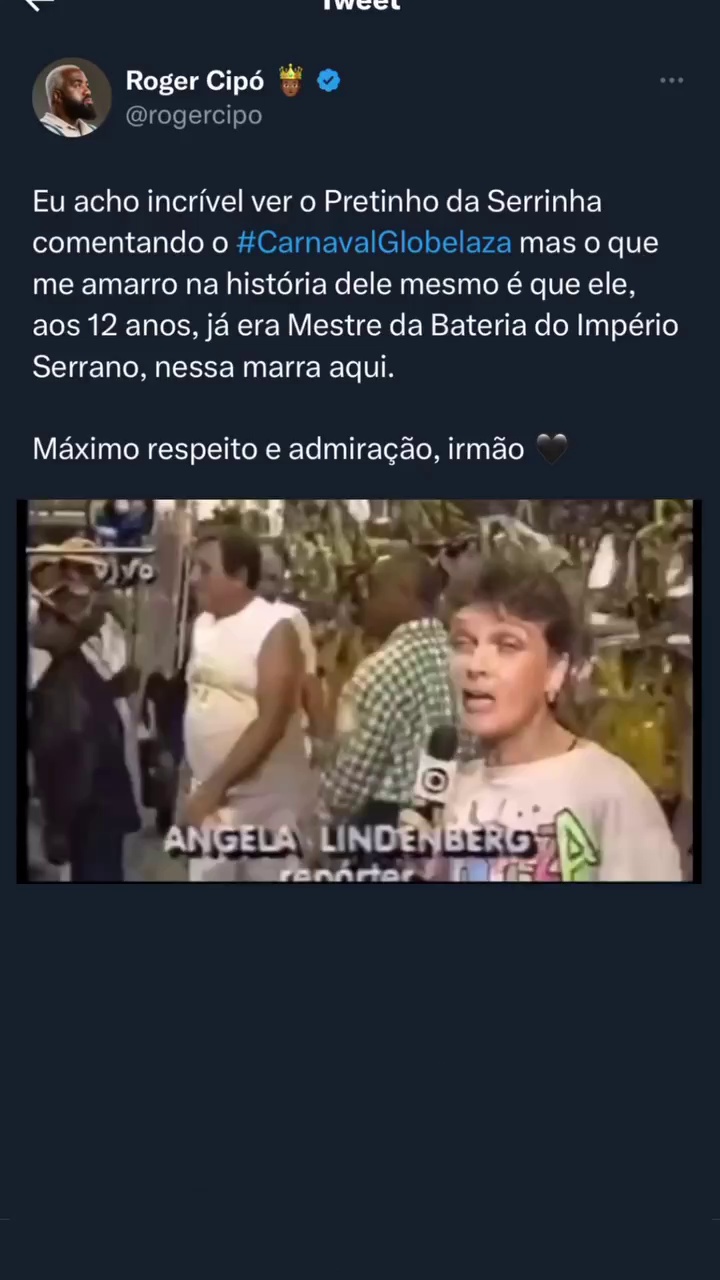 Tweet
Roger Cipó
@rogercipo
Eu acho incrível ver o Pretinho da Serrinha
comentando o #CarnavalGlobelaza mas o que
me amarro na história dele mesmo é que ele,
aos 12 anos, já era Mestre da Bateria do Império
Serrano, nessa marra aqui.
Máximo respeito e admiração, irmão 🖤
vivo
ANGELA LINDENBERG
repórter